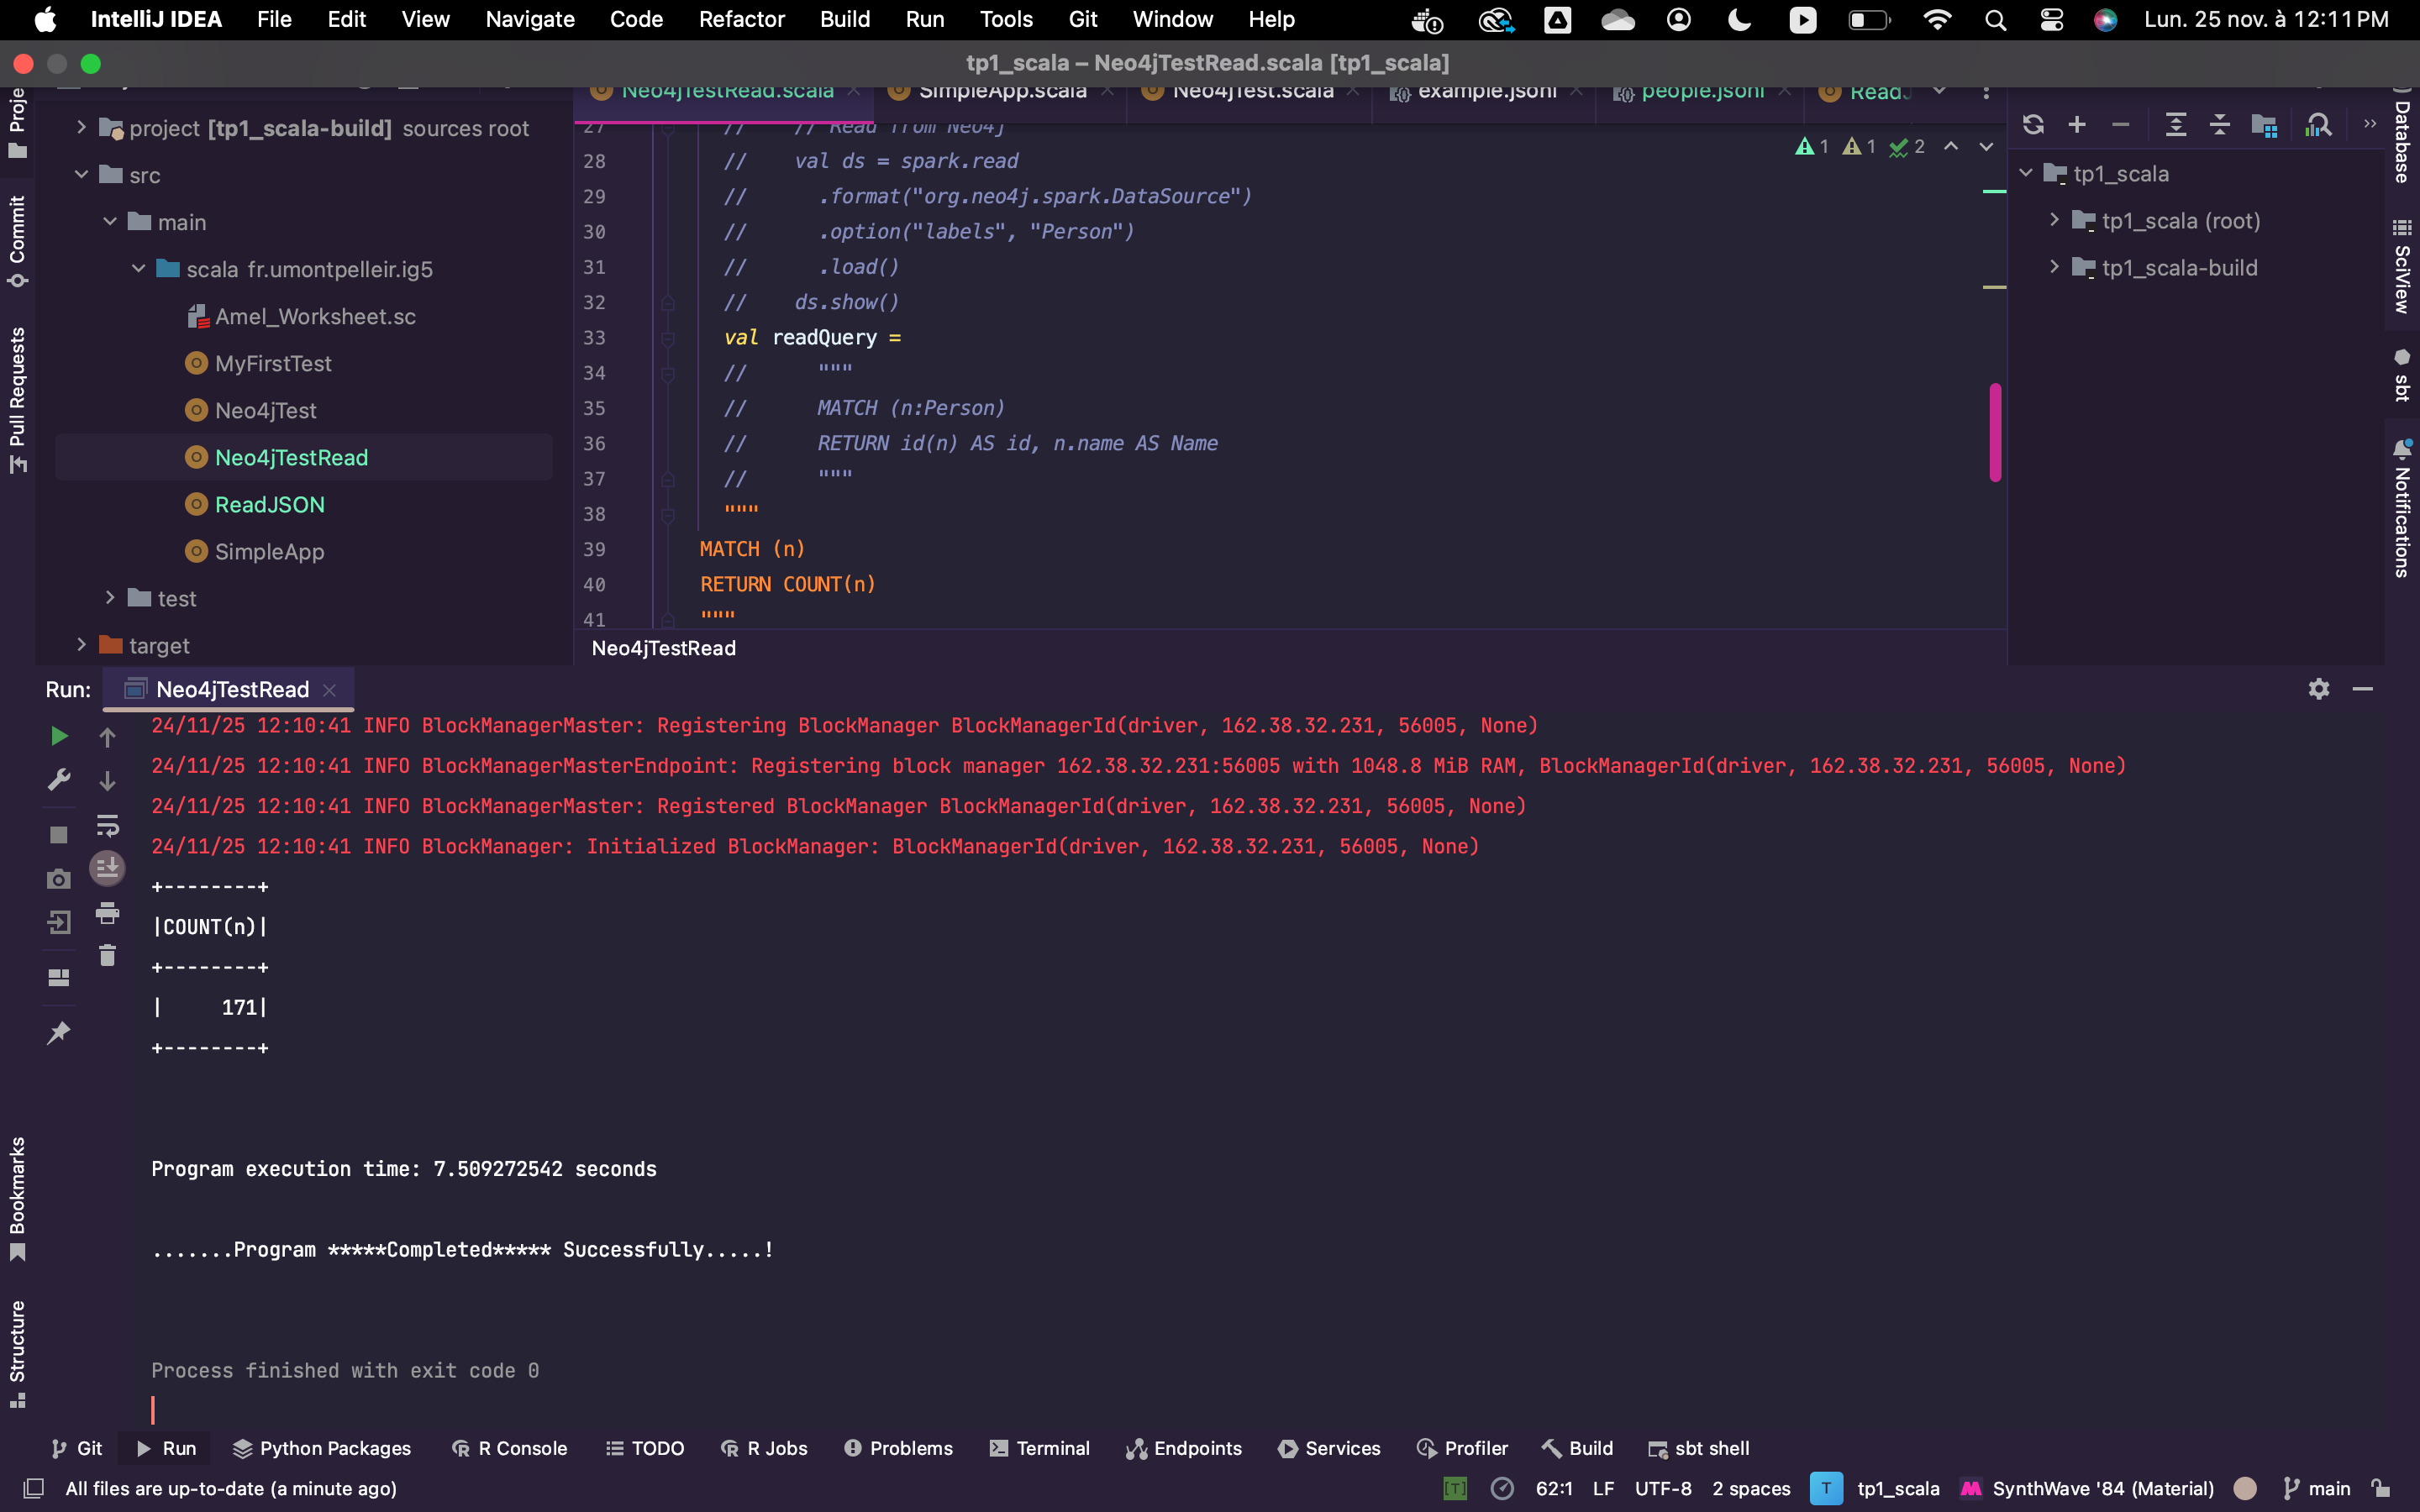 IntelliJ IDEA File Edit View Navigate Code Refactor Build Run Tools Git Window Help Lun. 25 nov. à 12:11 PM
tp1_scala – Neo4jTestRead.scala [tp1_scala]
Neo4jTestRead.scala SimpleApp.scala Neo4jTest.scala example.jsonl people.jsonl Read
project [tp1_scala-build] sources root
src
main
scala fr.umontpelleir.ig5
Amel_Worksheet.sc
MyFirstTest
Neo4jTest
Neo4jTestRead
ReadJSON
SimpleApp
test
target
27 // // Read from Neo4j
28 // val ds = spark.read
29 // .format("org.neo4j.spark.DataSource")
30 // .option("labels", "Person")
31 // .load()
32 // ds.show()
33 val readQuery =
34 // """
35 // MATCH (n:Person)
36 // RETURN id(n) AS id, n.name AS Name
37 // """
38 """
39 MATCH (n)
40 RETURN COUNT(n)
41 """
1 1 2
Neo4jTestRead
tp1_scala
tp1_scala (root)
tp1_scala-build
Commit
Pull Requests
Bookmarks
Structure
Database
SciView
sbt
Notifications
Run: Neo4jTestRead
24/11/25 12:10:41 INFO BlockManagerMaster: Registering BlockManager BlockManagerId(driver, 162.38.32.231, 56005, None)
24/11/25 12:10:41 INFO BlockManagerMasterEndpoint: Registering block manager 162.38.32.231:56005 with 1048.8 MiB RAM, BlockManagerId(driver, 162.38.32.231, 56005, None)
24/11/25 12:10:41 INFO BlockManagerMaster: Registered BlockManager BlockManagerId(driver, 162.38.32.231, 56005, None)
24/11/25 12:10:41 INFO BlockManager: Initialized BlockManager: BlockManagerId(driver, 162.38.32.231, 56005, None)
+--------+
|COUNT(n)|
+--------+
|     171|
+--------+
Program execution time: 7.509272542 seconds
.......Program *****Completed***** Successfully.....!
Process finished with exit code 0
Git Run Python Packages R Console TODO R Jobs Problems Terminal Endpoints Services Profiler Build sbt shell
All files are up-to-date (a minute ago) [T] 62:1 LF UTF-8 2 spaces T tp1_scala SynthWave '84 (Material) main